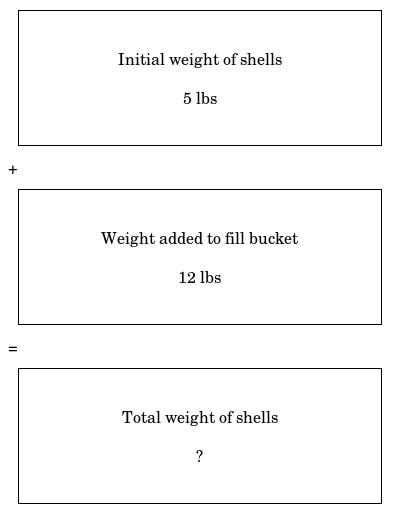 Initial weight of shells
5 lbs
+
Weight added to fill bucket
12 lbs
=
Total weight of shells
?